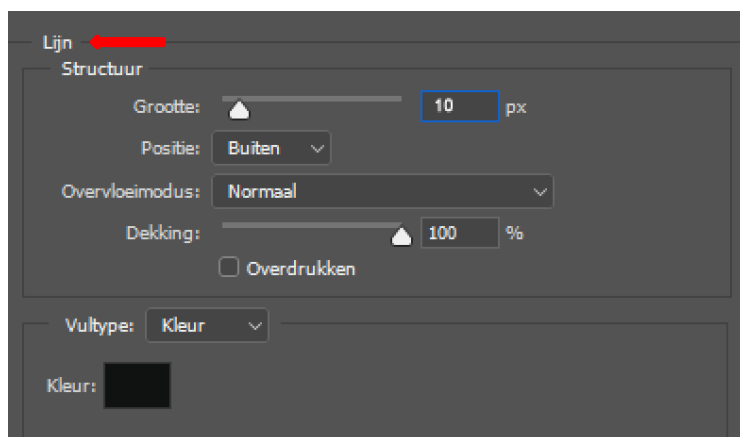 Lijn
Structuur
Grootte: 10 px
Positie: Buiten
Overvloeimodus: Normaal
Dekking: 100 %
Overdrukken
Vultype: Kleur
Kleur: